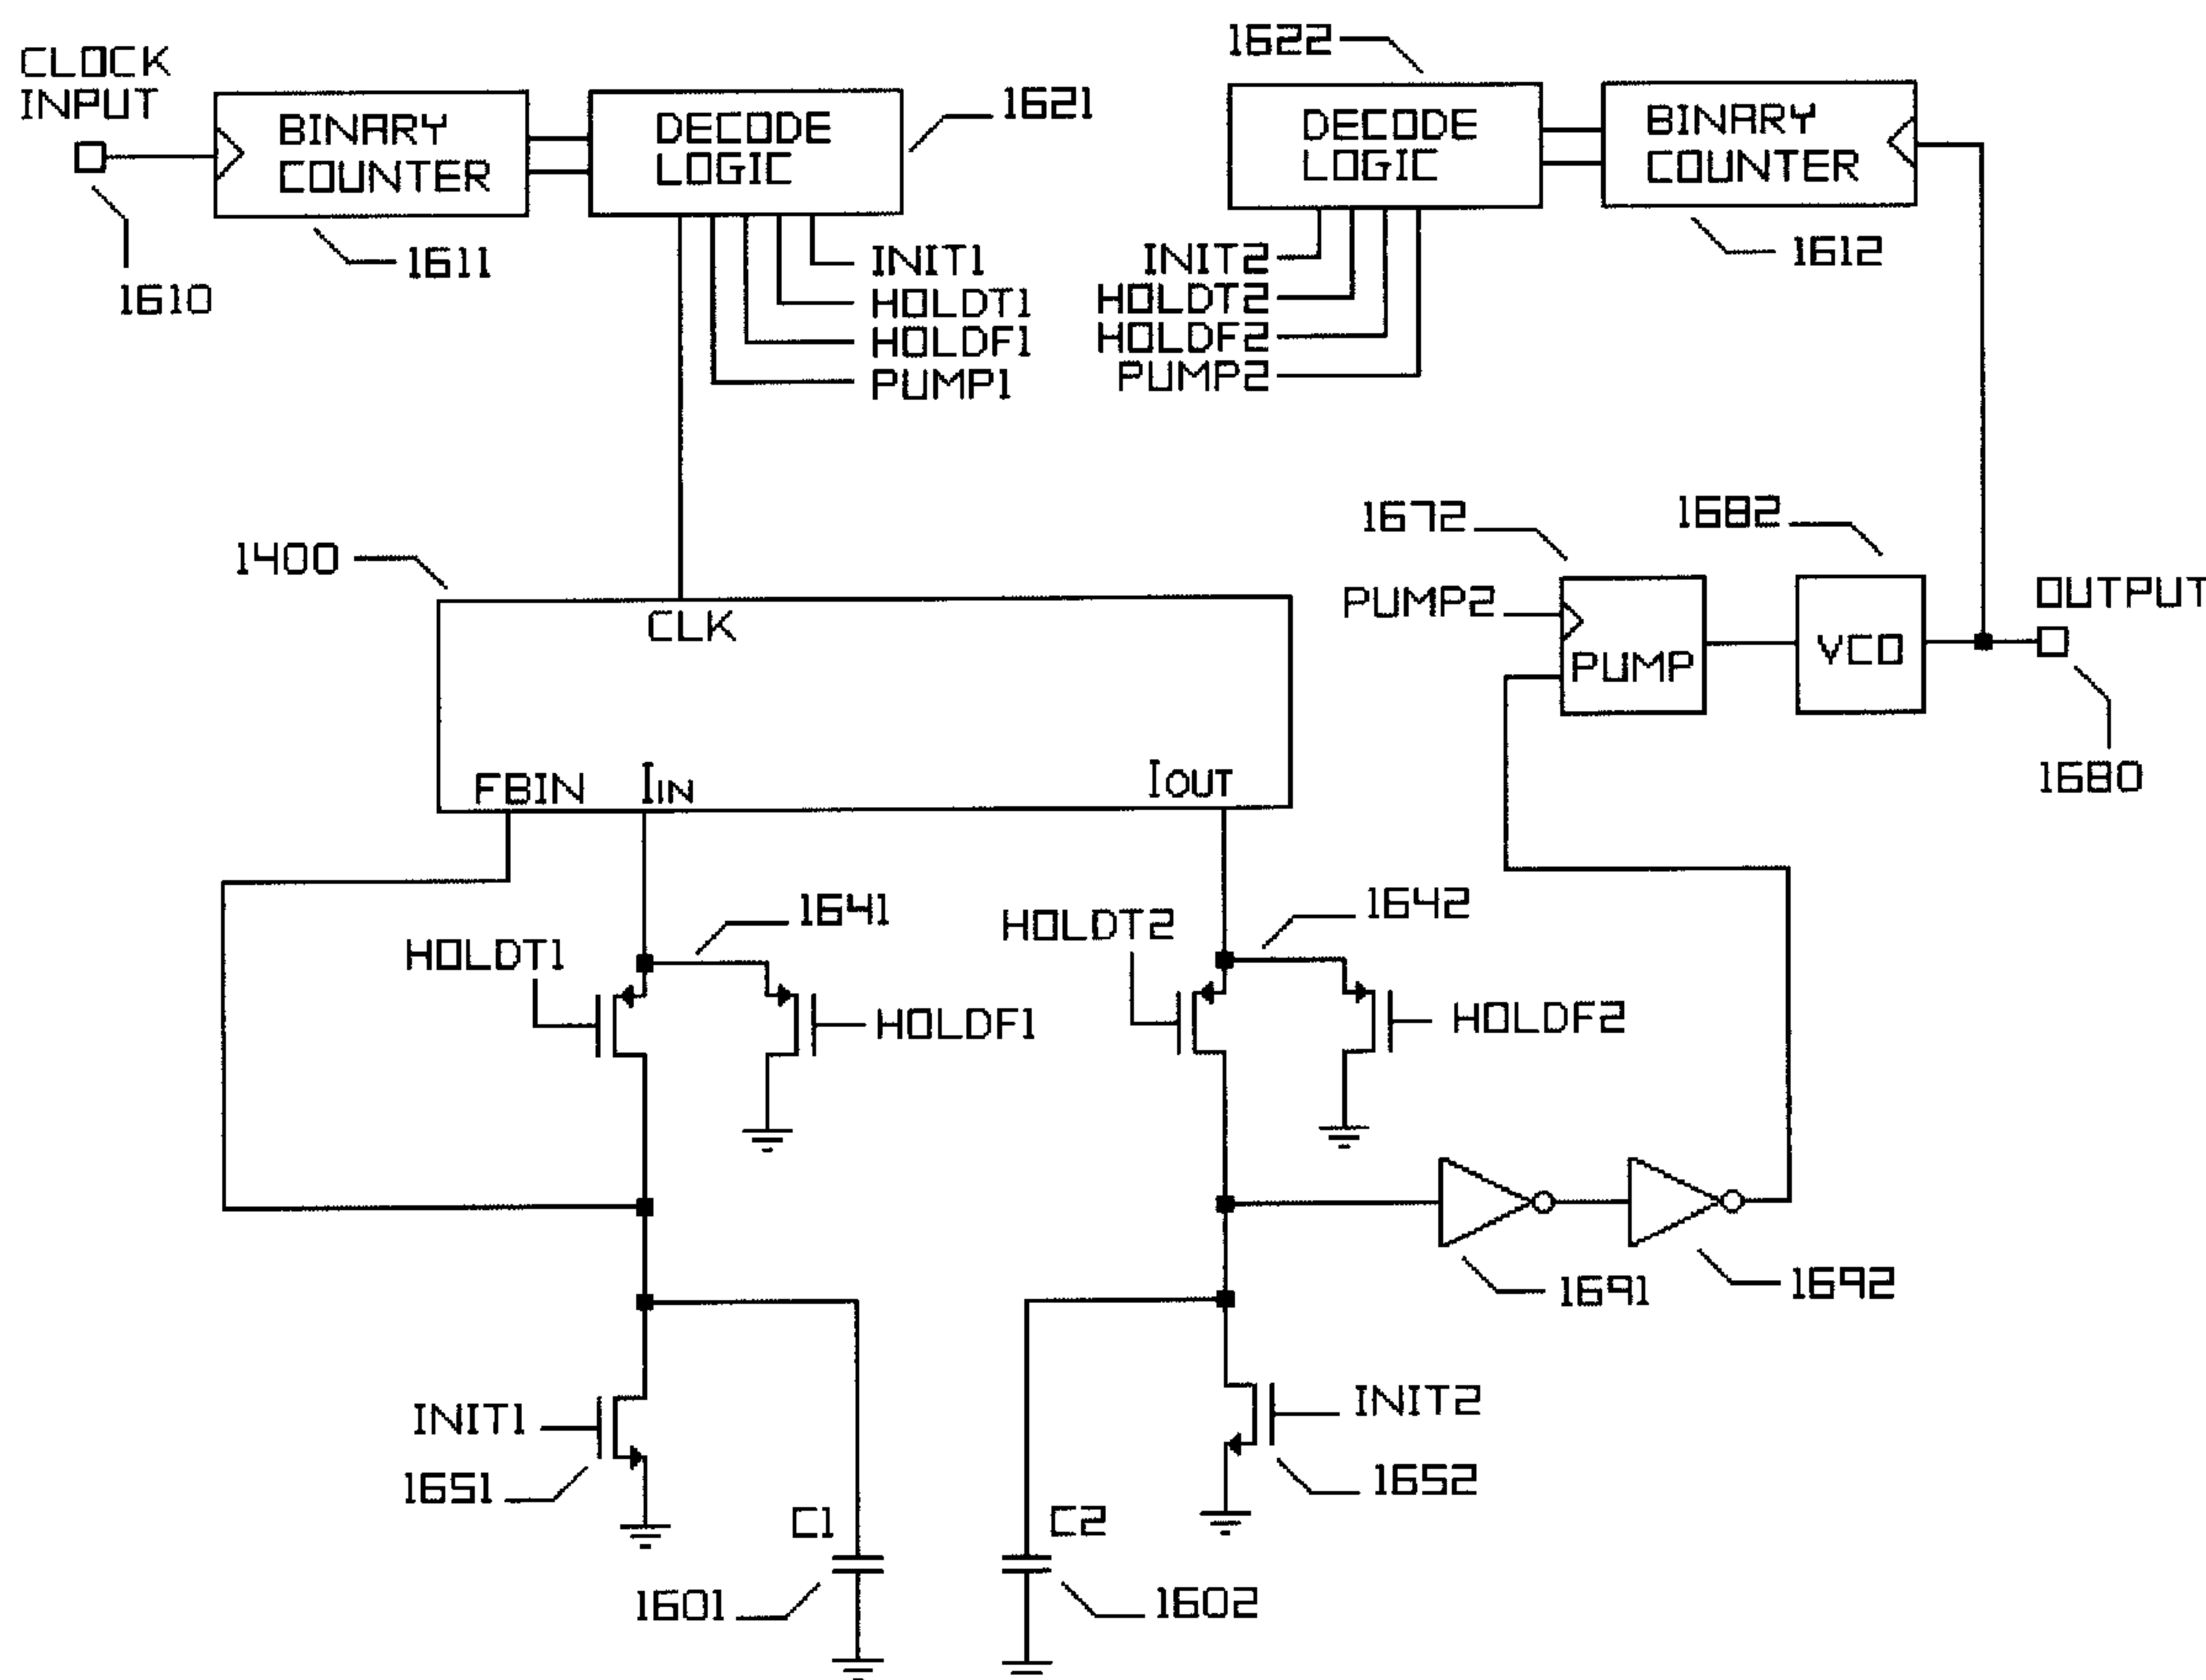 CLOCK
INPUT
1610
BINARY
COUNTER
1611
DECODE
LOGIC
1621
INIT1
HOLDT1
HOLDF1
PUMP1
1622
DECODE
LOGIC
BINARY
COUNTER
1612
INIT2
HOLDT2
HOLDF2
PUMP2
1400
CLK
FBIN
IIN
IOUT
1672
PUMP2
PUMP
1682
VCO
OUTPUT
1680
HOLDT1
1641
HOLDF1
HOLDT2
1642
HOLDF2
1691
1692
INIT1
1651
C1
1601
INIT2
1652
C2
1602